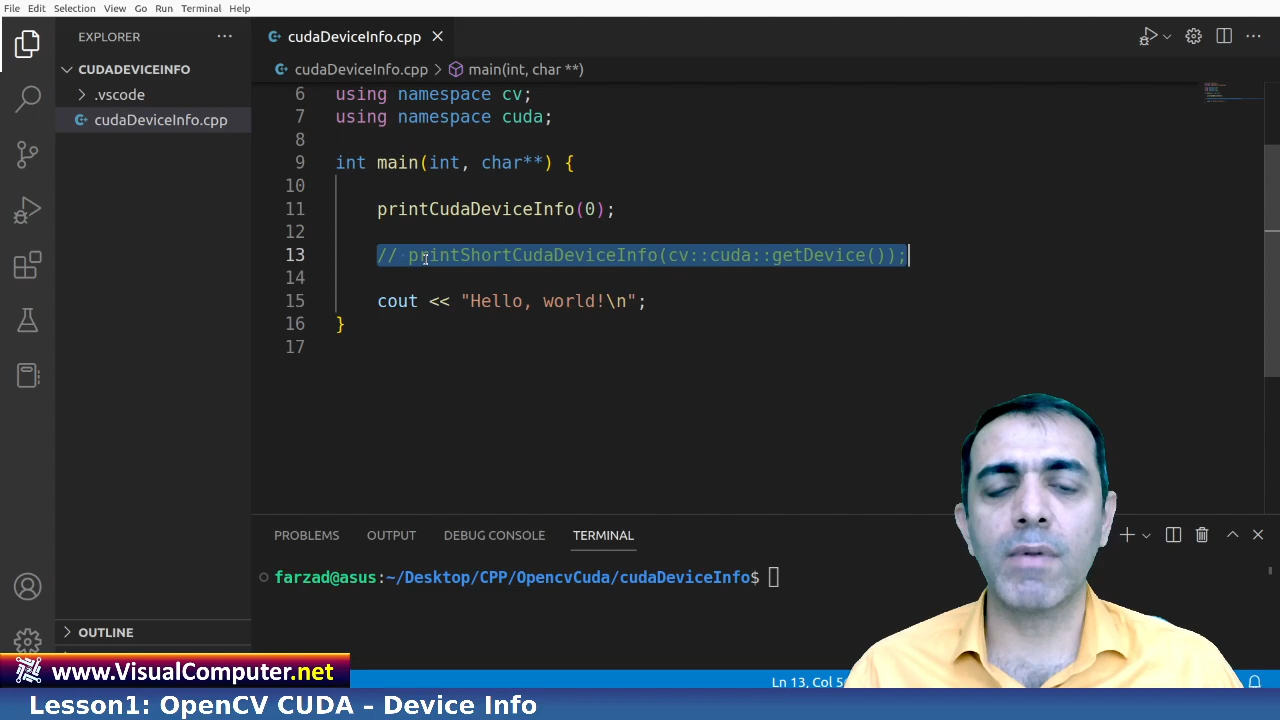 File Edit Selection View Go Run Terminal Help
EXPLORER ···
cudaDeviceInfo.cpp
CUDADEVICEINFO
cudaDeviceInfo.cpp > main(int, char **)
.vscode
cudaDeviceInfo.cpp
6 using namespace cv;
7 using namespace cuda;
8
9 int main(int, char**) {
10
11 printCudaDeviceInfo(0);
12
13 // printShortCudaDeviceInfo(cv::cuda::getDevice());
14
15 cout << "Hello, world!\n";
16 }
17
PROBLEMS OUTPUT DEBUG CONSOLE TERMINAL
farzad@asus:~/Desktop/CPP/OpencvCuda/cudaDeviceInfo$
OUTLINE
www.VisualComputer.net
Ln 13, Col
Lesson1: OpenCV CUDA – Device Info